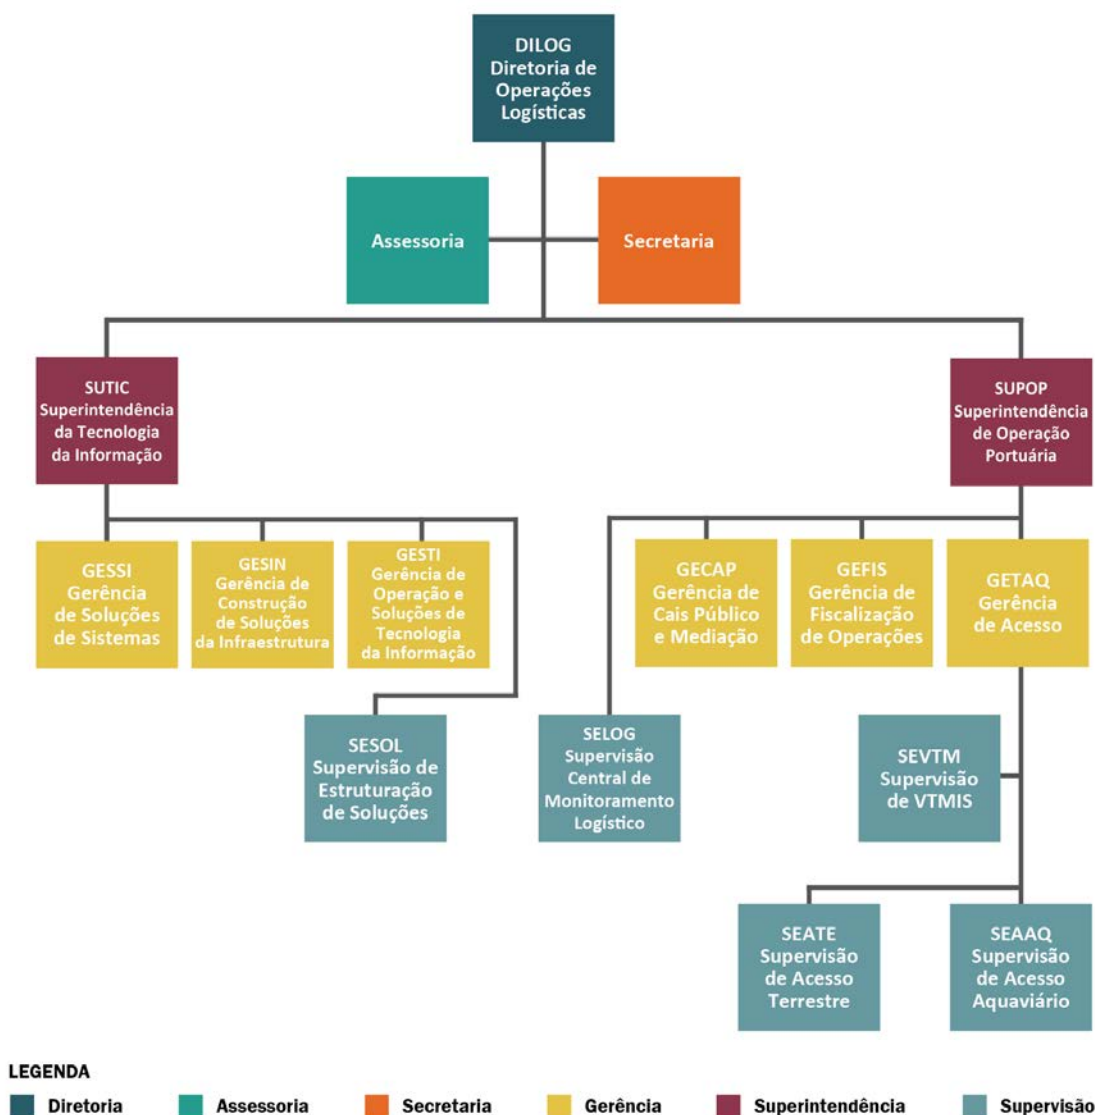 DILOG
Diretoria de
Operações
Logísticas
Assessoria
Secretaria
SUTIC
Superintendência
da Tecnologia
da Informação
SUPOP
Superintendência
de Operação
Portuária
GESSI
Gerência
de Soluções
de Sistemas
GESIN
Gerência de
Construção
de Soluções
da Infraestrutura
GESTI
Gerência de
Operação e
Soluções de
Tecnologia
da Informação
GECAP
Gerência de
Cais Público
e Mediação
GEFIS
Gerência de
Fiscalização
de Operações
GETAQ
Gerência
de Acesso
SESOL
Supervisão de
Estruturação
de Soluções
SELOG
Supervisão
Central de
Monitoramento
Logístico
SEVTM
Supervisão
de VTMIS
SEATE
Supervisão
de Acesso
Terrestre
SEAAQ
Supervisão
de Acesso
Aquaviário
LEGENDA
Diretoria
Assessoria
Secretaria
Gerência
Superintendência
Supervisão